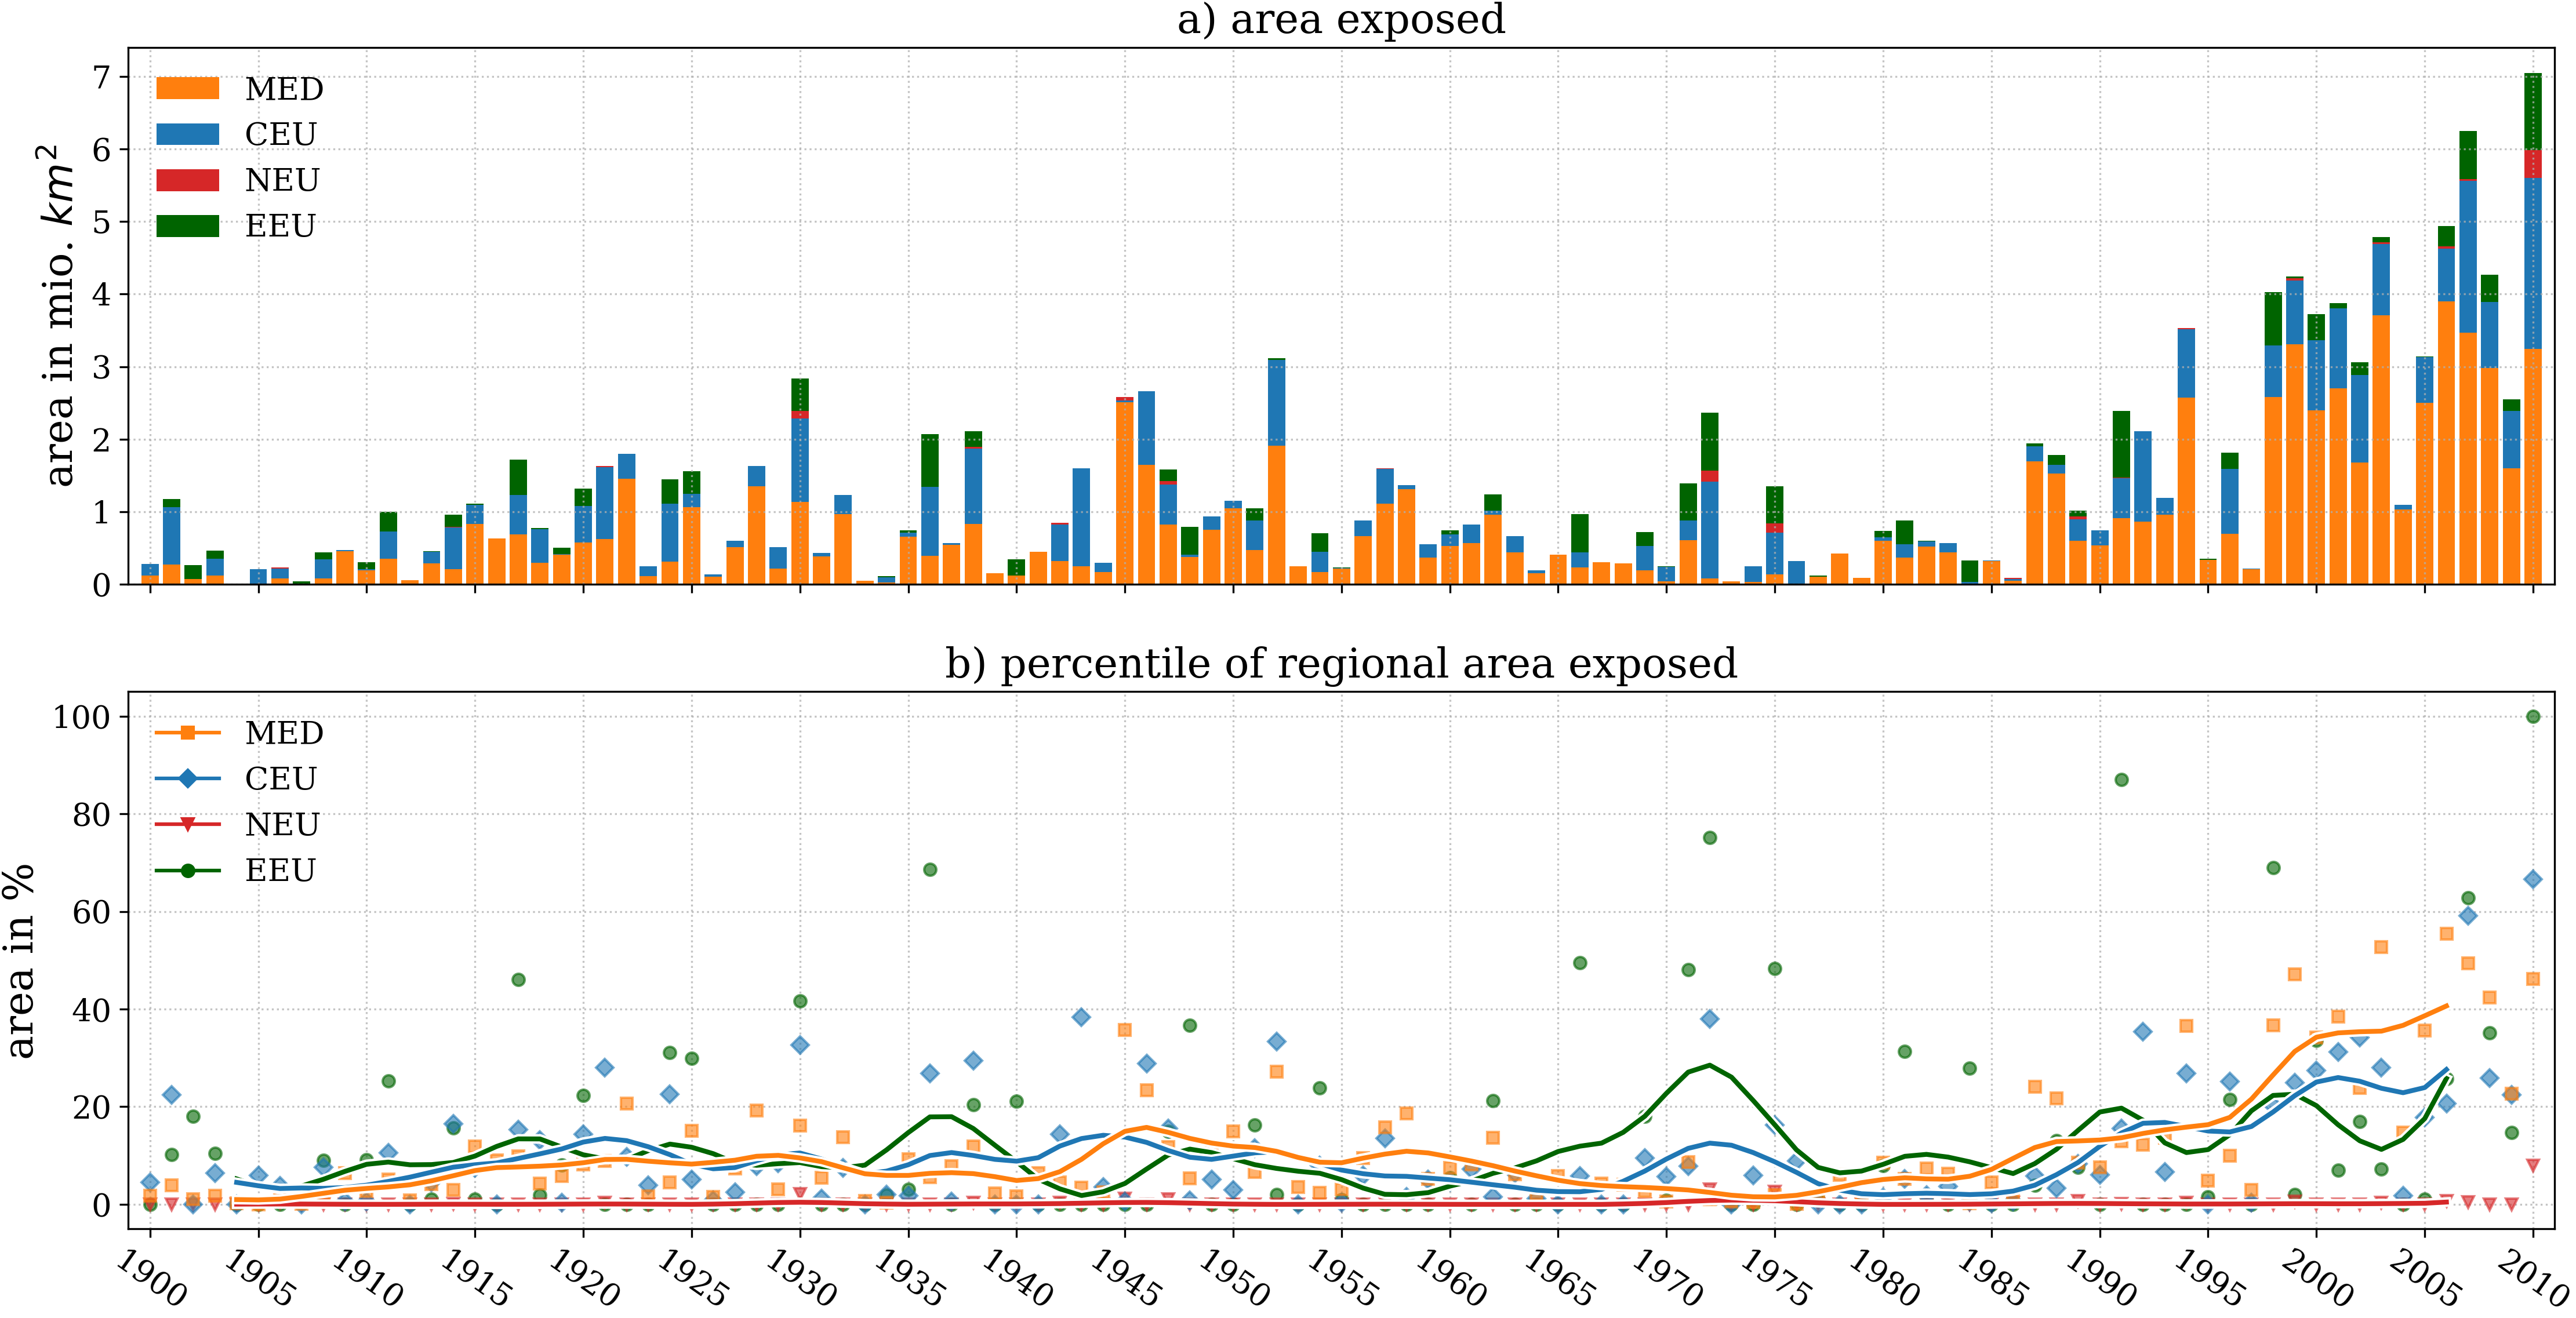 a) area exposed
7
6
5
4
3
2
1
0
area in mio. km²
MED
CEU
NEU
EEU
b) percentile of regional area exposed
100
80
60
40
20
0
area in %
MED
CEU
NEU
EEU
1900 1905 1910 1915 1920 1925 1930 1935 1940 1945 1950 1955 1960 1965 1970 1975 1980 1985 1990 1995 2000 2005 2010